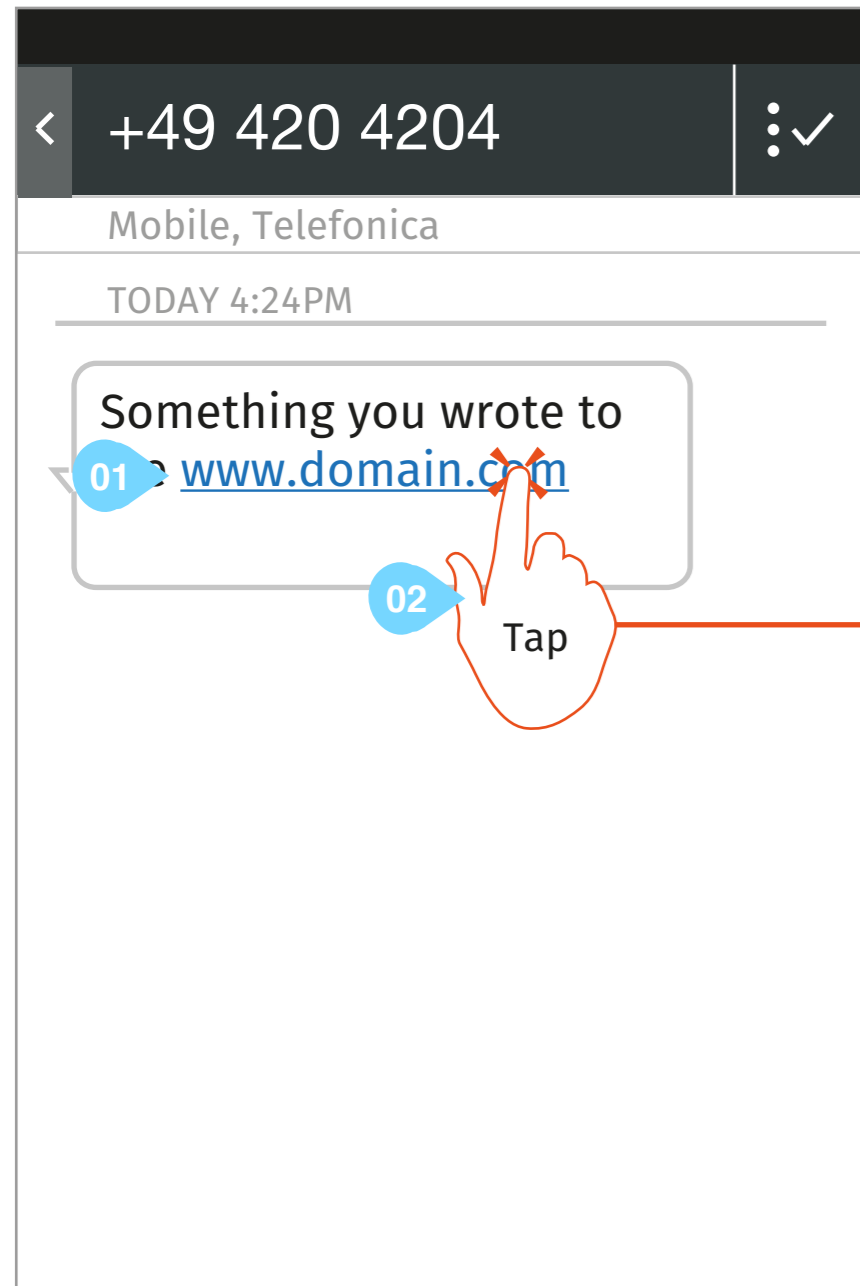 +49 420 4204
Mobile, Telefonica
TODAY 4:24PM
Something you wrote to
01 www.domain.com
02
Tap